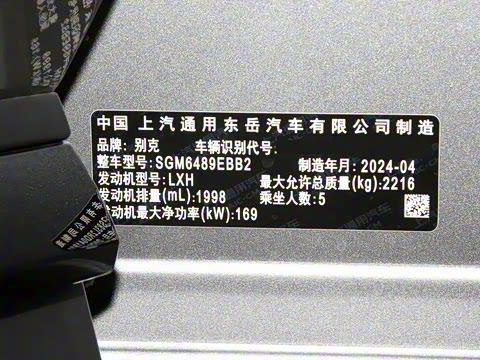 中国 上汽通用东岳汽车有限公司制造
品牌: 别克 车辆识别代号.
整车型号:SGM6489EBB2 制造年月: 2024-04
发动机型号:LXH 最大允许总质量(kg):2216
发动机排量(mL):1998 乘坐人数:5
动机最大净功率(kW):169